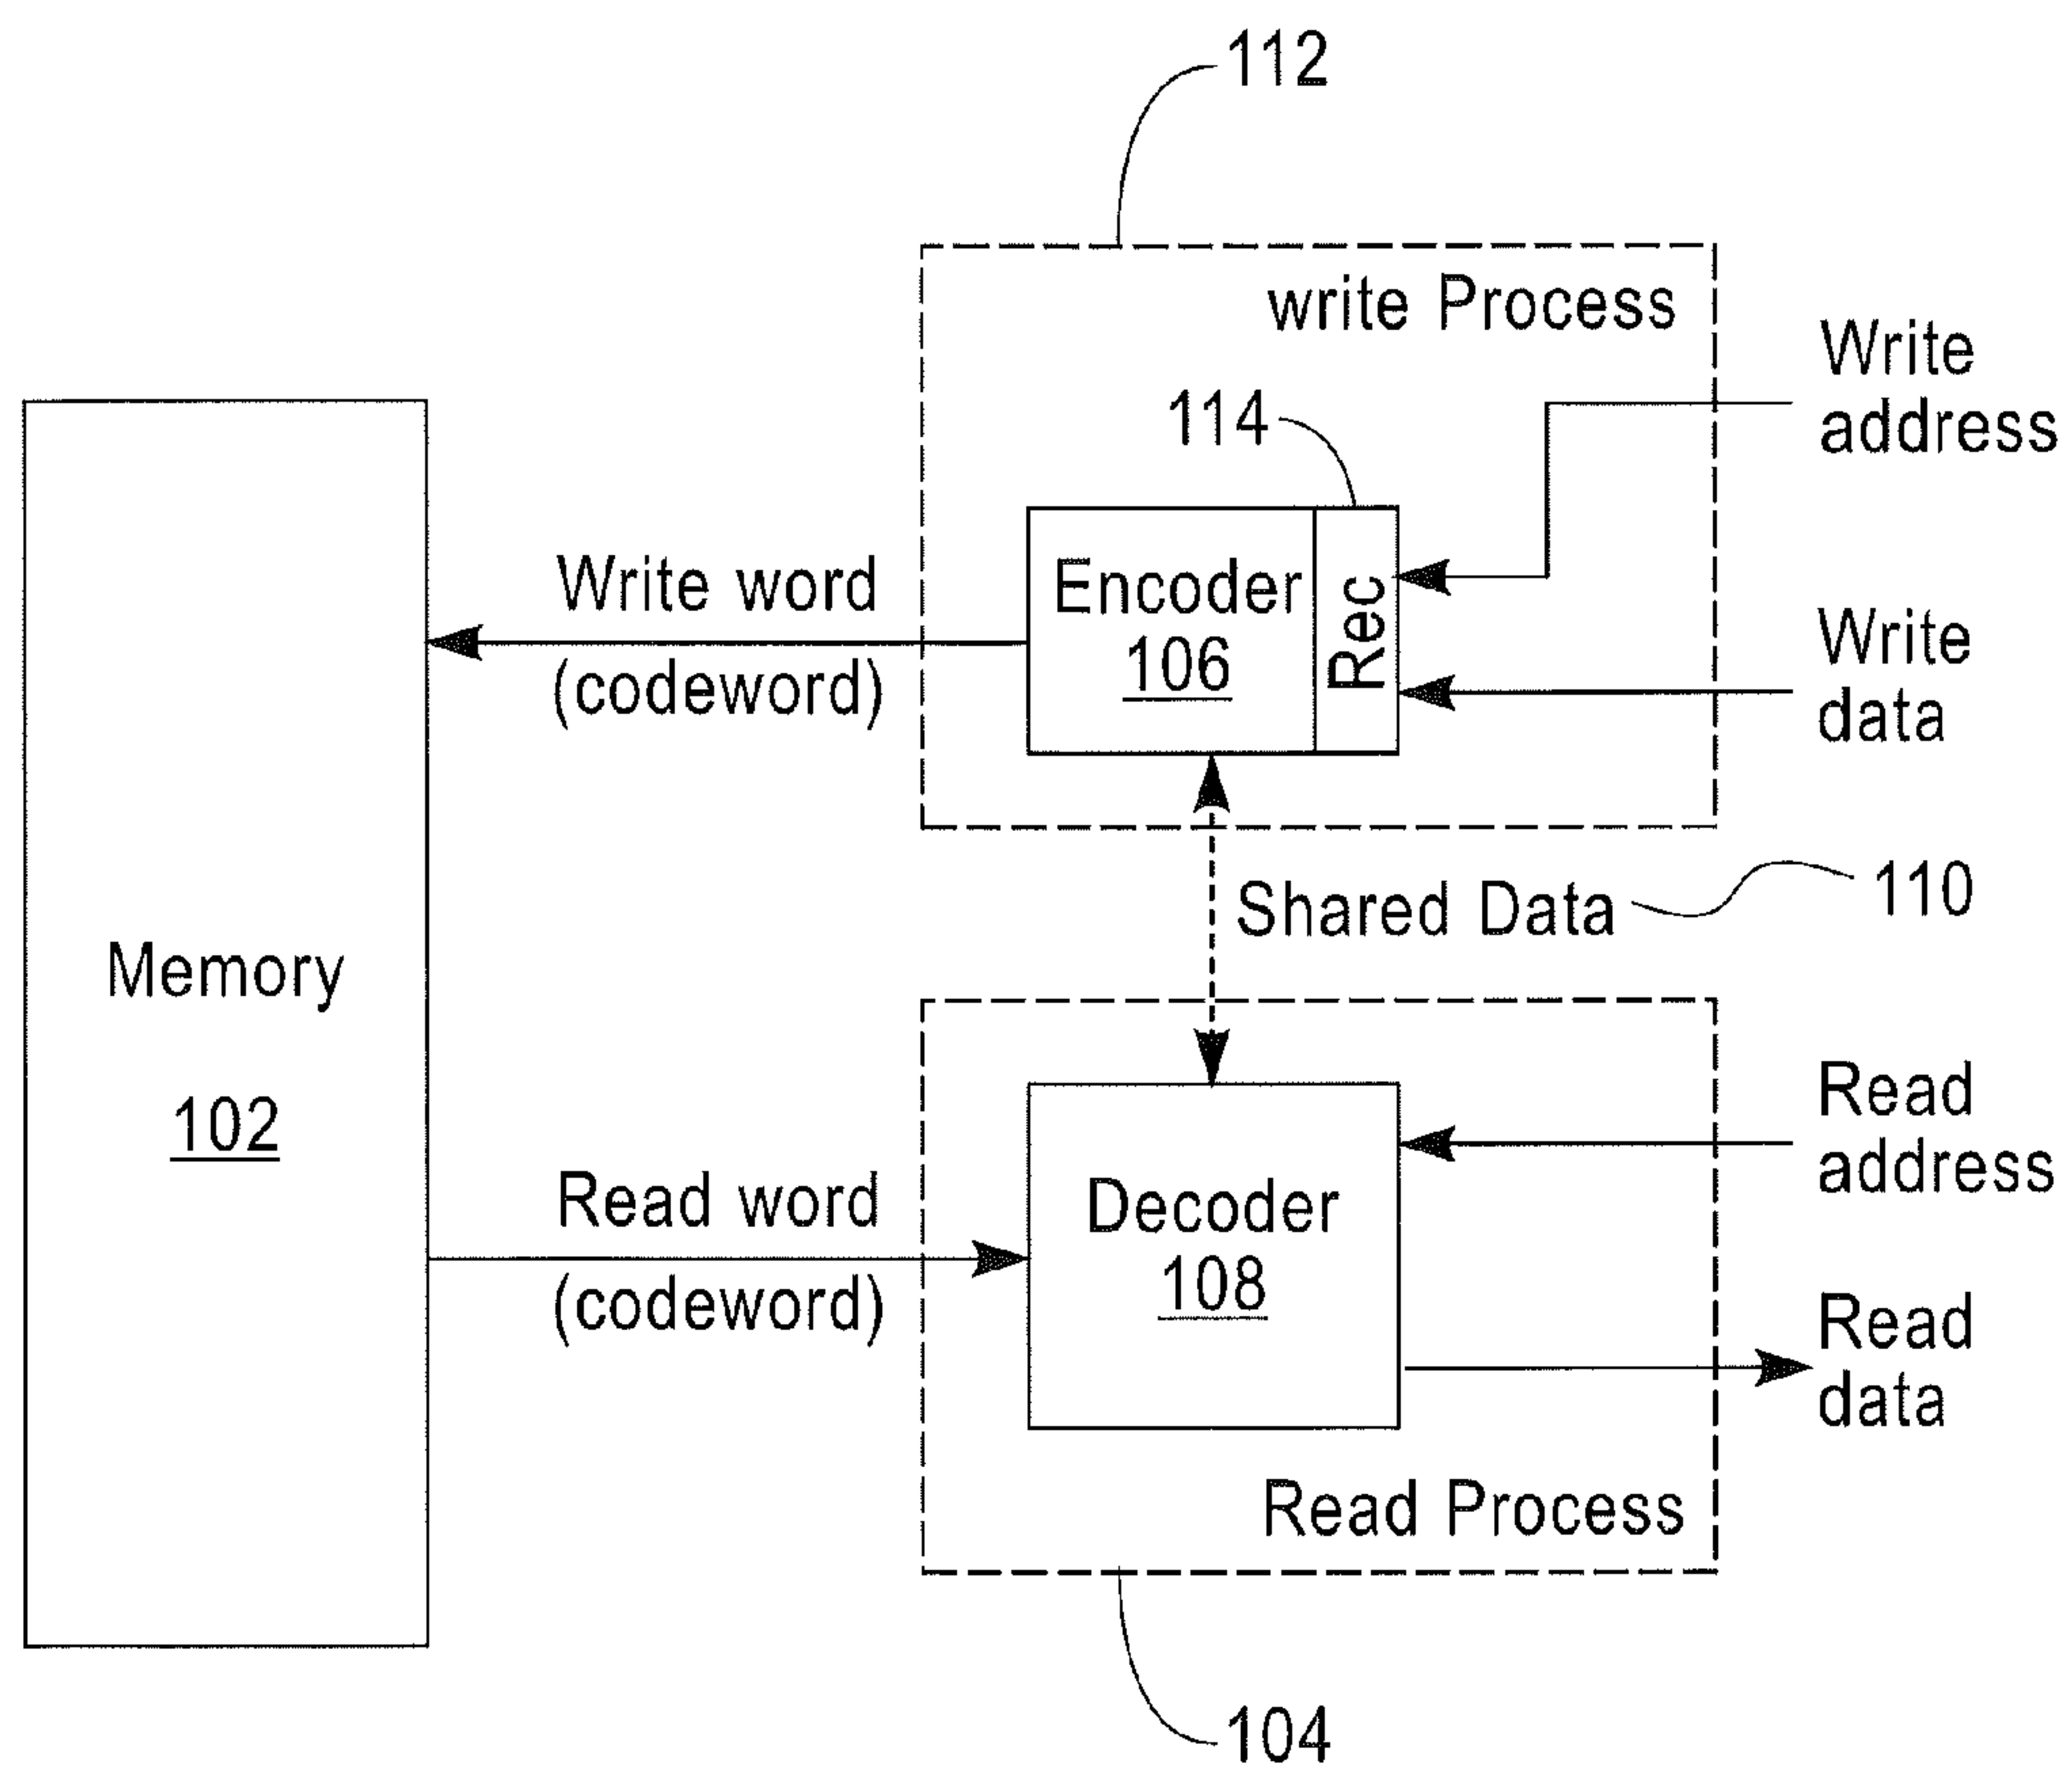 112
write Process
Write
address
114
Encoder
106
Rec
Write word
(codeword)
Write
data
Shared Data
110
Memory
102
Read
address
Read word
(codeword)
Decoder
108
Read
data
Read Process
104